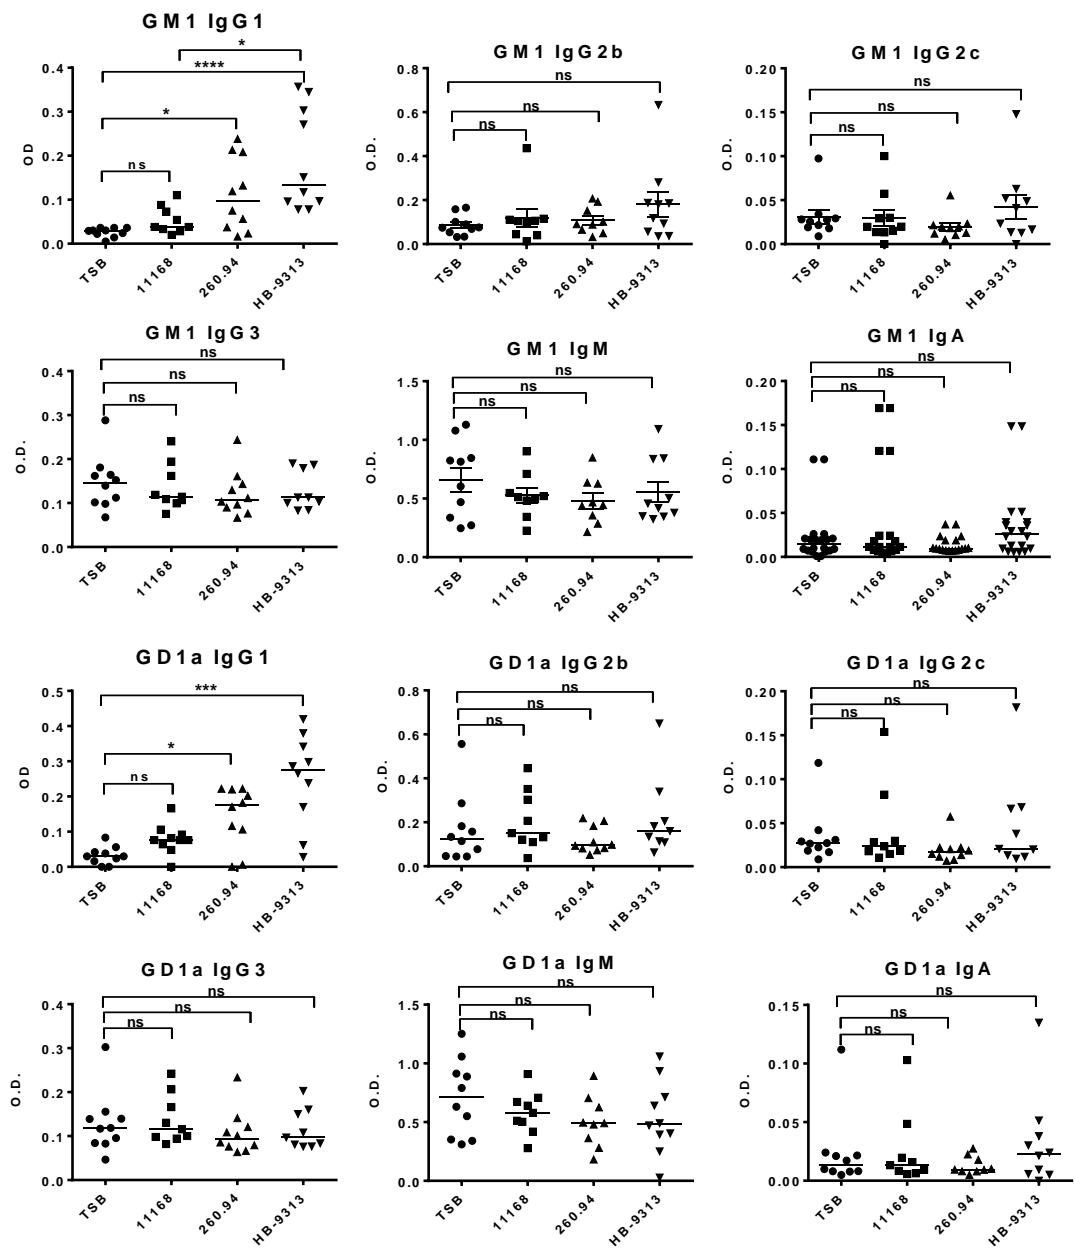 GM1 IgG1
*
****
*
ns
OD
0.4
0.3
0.2
0.1
0.0
TSB
11168
260.94
HB-9313
GM1 IgG2b
ns
ns
ns
O.D.
0.8
0.6
0.4
0.2
0.0
TSB
11168
260.94
HB-9313
GM1 IgG2c
ns
ns
ns
O.D.
0.20
0.15
0.10
0.05
0.00
TSB
11168
260.94
HB-9313
GM1 IgG3
ns
ns
ns
O.D.
0.4
0.3
0.2
0.1
0.0
TSB
11168
260.94
HB-9313
GM1 IgM
ns
ns
ns
O.D.
1.5
1.0
0.5
0.0
TSB
11168
260.94
HB-9313
GM1 IgA
ns
ns
ns
O.D.
0.20
0.15
0.10
0.05
0.00
TSB
11168
260.94
HB-9313
GD1a IgG1
***
*
ns
OD
0.5
0.4
0.3
0.2
0.1
0.0
TSB
11168
260.94
HB-9313
GD1a IgG2b
ns
ns
ns
O.D.
0.8
0.6
0.4
0.2
0.0
TSB
11168
260.94
HB-9313
GD1a IgG2c
ns
ns
ns
O.D.
0.20
0.15
0.10
0.05
0.00
TSB
11168
260.94
HB-9313
GD1a IgG3
ns
ns
ns
O.D.
0.4
0.3
0.2
0.1
0.0
TSB
11168
260.94
HB-9313
GD1a IgM
ns
ns
ns
O.D.
1.5
1.0
0.5
0.0
TSB
11168
260.94
HB-9313
GD1a IgA
ns
ns
ns
O.D.
0.15
0.10
0.05
0.00
TSB
11168
260.94
HB-9313